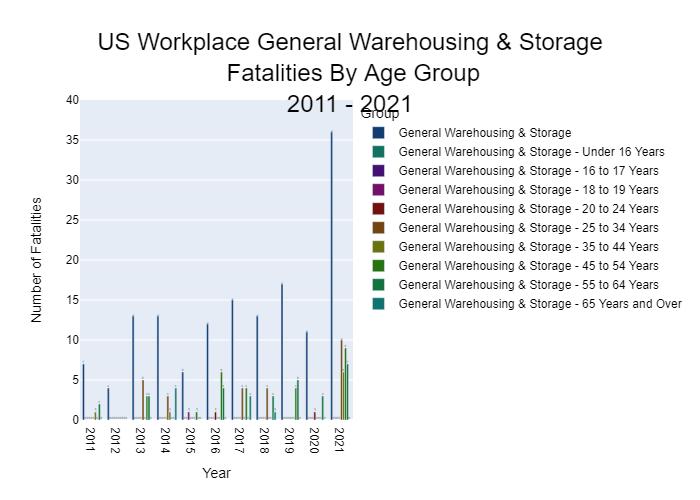 US Workplace General Warehousing & Storage
Fatalities By Age Group
2011 - 2021
Group
General Warehousing & Storage
General Warehousing & Storage - Under 16 Years
General Warehousing & Storage - 16 to 17 Years
General Warehousing & Storage - 18 to 19 Years
General Warehousing & Storage - 20 to 24 Years
General Warehousing & Storage - 25 to 34 Years
General Warehousing & Storage - 35 to 44 Years
General Warehousing & Storage - 45 to 54 Years
General Warehousing & Storage - 55 to 64 Years
General Warehousing & Storage - 65 Years and Over
Number of Fatalities
40
35
30
25
20
15
10
5
0
2011
2012
2013
2014
2015
2016
2017
2018
2019
2020
2021
Year